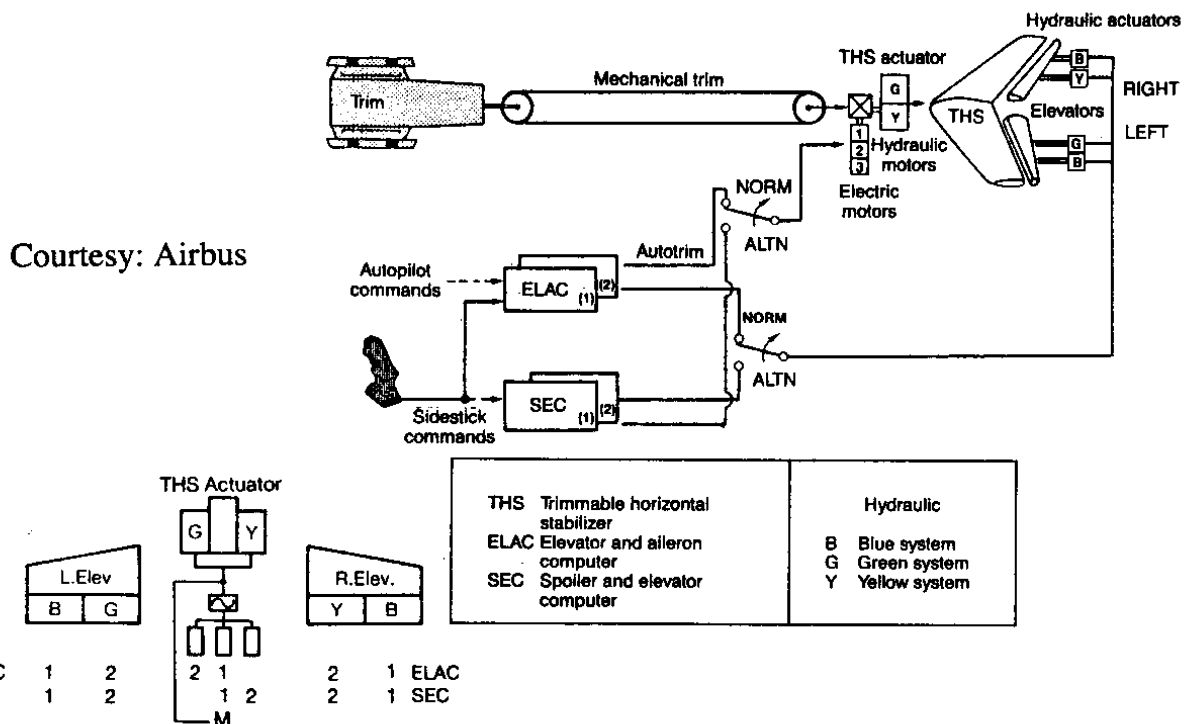 Hydraulic actuators
THS actuator
Mechanical trim
Trim
G
Y
THS
B
Y
RIGHT
Elevators
LEFT
G
B
1
2
3
Hydraulic
motors
Electric
motors
NORM
ALTN
Courtesy: Airbus
Autotrim
Autopilot
commands
ELAC
(1)
(2)
NORM
ALTN
SEC
(1)
(2)
Sidestick
commands
THS Actuator
G
Y
L.Elev
B G
R.Elev.
Y B
C 1 2 2 1 2 1 ELAC
1 2 1 2 2 1 SEC
M
THS Trimmable horizontal
stabilizer
ELAC Elevator and aileron
computer
SEC Spoiler and elevator
computer
Hydraulic
B Blue system
G Green system
Y Yellow system